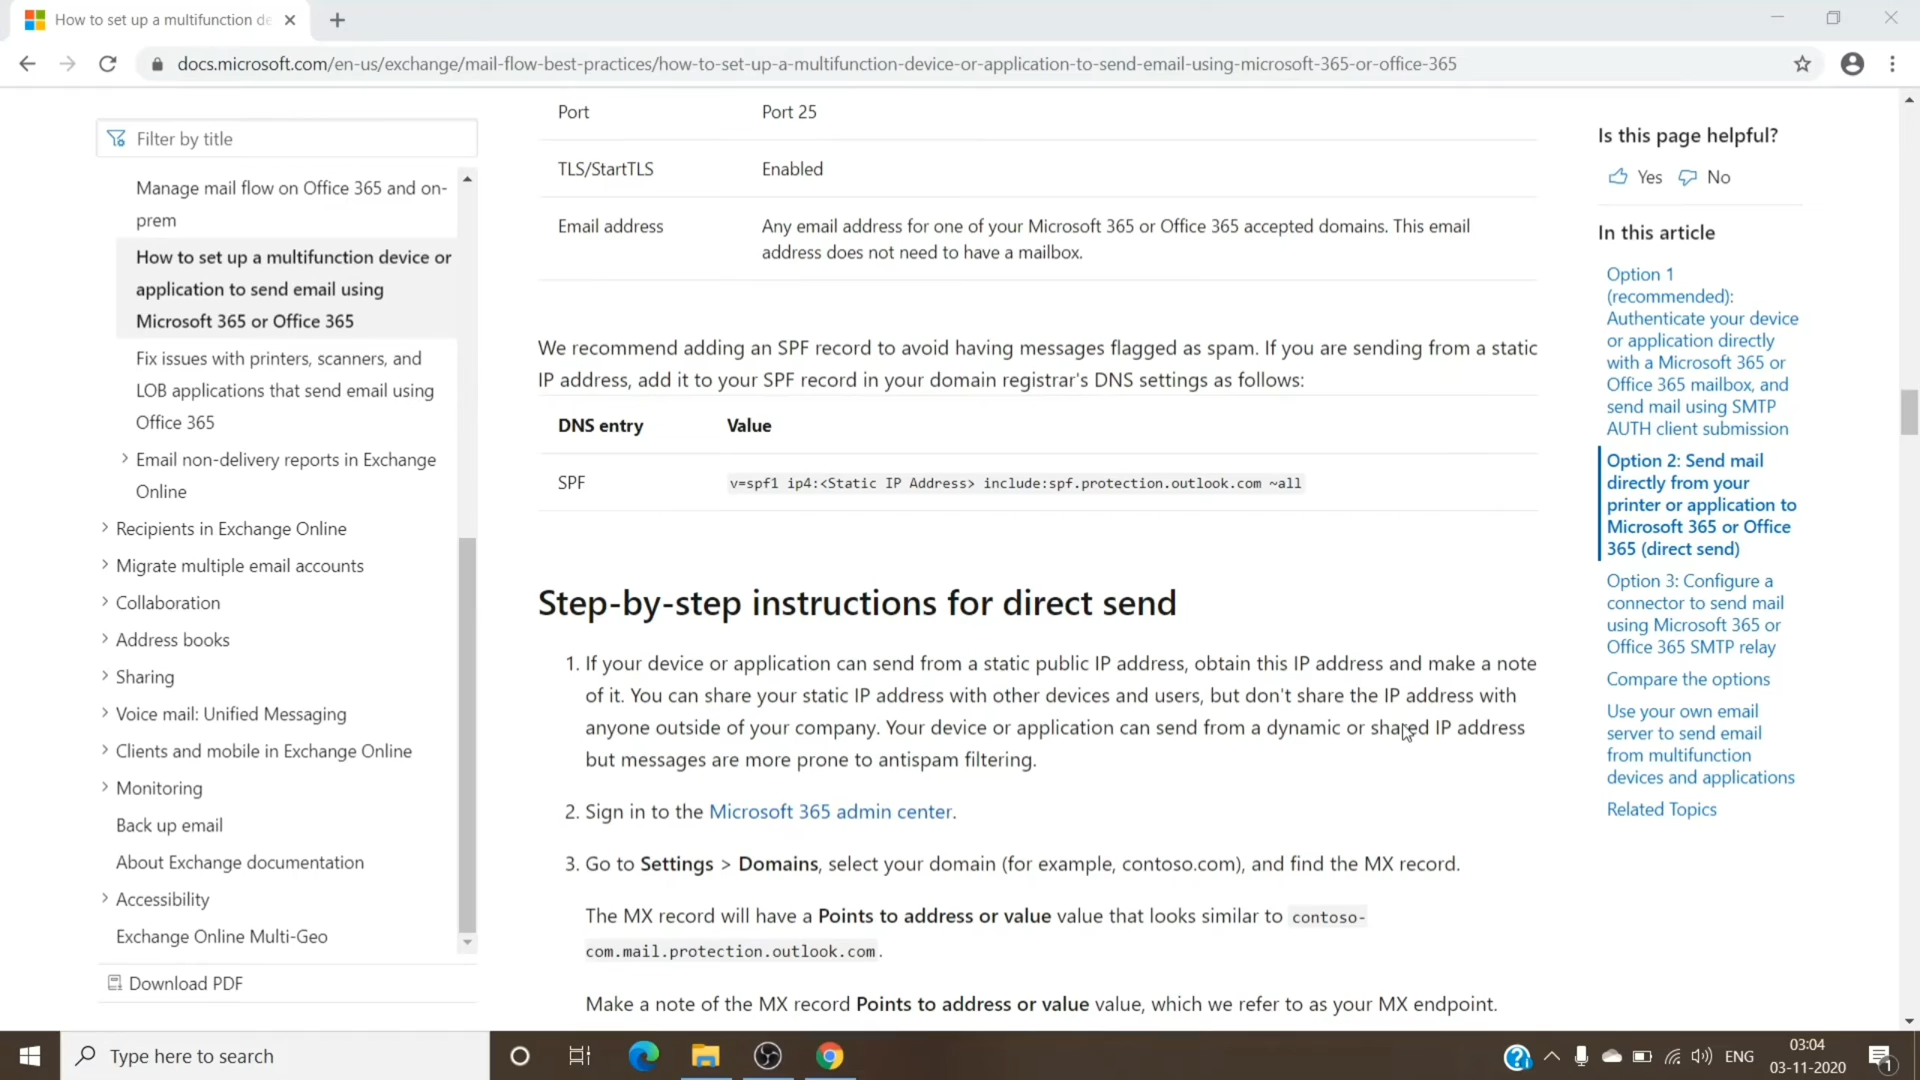 How to set up a multifunction de
docs.microsoft.com/en-us/exchange/mail-flow-best-practices/how-to-set-up-a-multifunction-device-or-application-to-send-email-using-microsoft-365-or-office-365
Filter by title
Manage mail flow on Office 365 and on-
prem
How to set up a multifunction device or
application to send email using
Microsoft 365 or Office 365
Fix issues with printers, scanners, and
LOB applications that send email using
Office 365
Email non-delivery reports in Exchange
Online
Recipients in Exchange Online
Migrate multiple email accounts
Collaboration
Address books
Sharing
Voice mail: Unified Messaging
Clients and mobile in Exchange Online
Monitoring
Back up email
About Exchange documentation
Accessibility
Exchange Online Multi-Geo
Download PDF
Port Port 25
TLS/StartTLS Enabled
Email address Any email address for one of your Microsoft 365 or Office 365 accepted domains. This email
address does not need to have a mailbox.
We recommend adding an SPF record to avoid having messages flagged as spam. If you are sending from a static
IP address, add it to your SPF record in your domain registrar's DNS settings as follows:
DNS entry Value
SPF v=spf1 ip4:<Static IP Address> include:spf.protection.outlook.com ~all
Step-by-step instructions for direct send
1. If your device or application can send from a static public IP address, obtain this IP address and make a note
of it. You can share your static IP address with other devices and users, but don't share the IP address with
anyone outside of your company. Your device or application can send from a dynamic or shared IP address
but messages are more prone to antispam filtering.
2. Sign in to the Microsoft 365 admin center.
3. Go to Settings > Domains, select your domain (for example, contoso.com), and find the MX record.
The MX record will have a Points to address or value value that looks similar to contoso-
com.mail.protection.outlook.com.
Make a note of the MX record Points to address or value value, which we refer to as your MX endpoint.
Is this page helpful?
Yes No
In this article
Option 1
(recommended):
Authenticate your device
or application directly
with a Microsoft 365 or
Office 365 mailbox, and
send mail using SMTP
AUTH client submission
Option 2: Send mail
directly from your
printer or application to
Microsoft 365 or Office
365 (direct send)
Option 3: Configure a
connector to send mail
using Microsoft 365 or
Office 365 SMTP relay
Compare the options
Use your own email
server to send email
from multifunction
devices and applications
Related Topics
Type here to search
ENG
03:04
03-11-2020
1